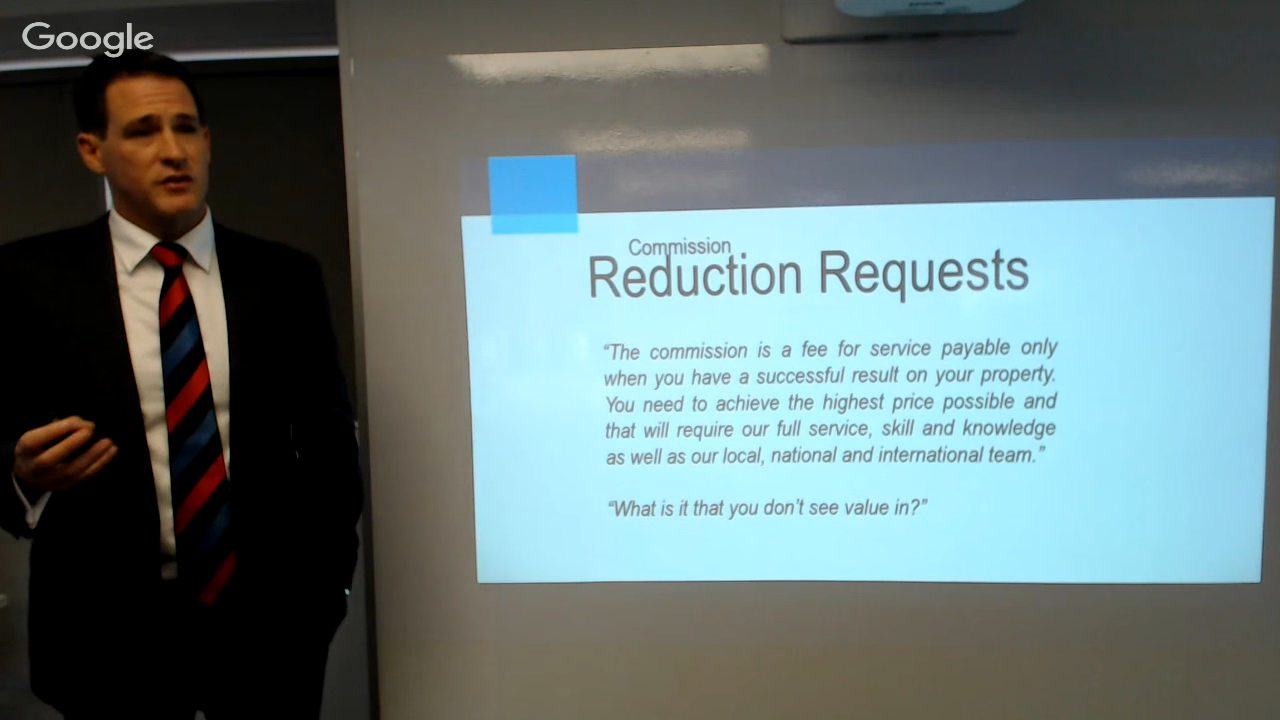 Google
Commission
Reduction Requests
“The commission is a fee for service payable only
when you have a successful result on your property.
You need to achieve the highest price possible and
that will require our full service, skill and knowledge
as well as our local, national and international team.”
“What is it that you don’t see value in?”